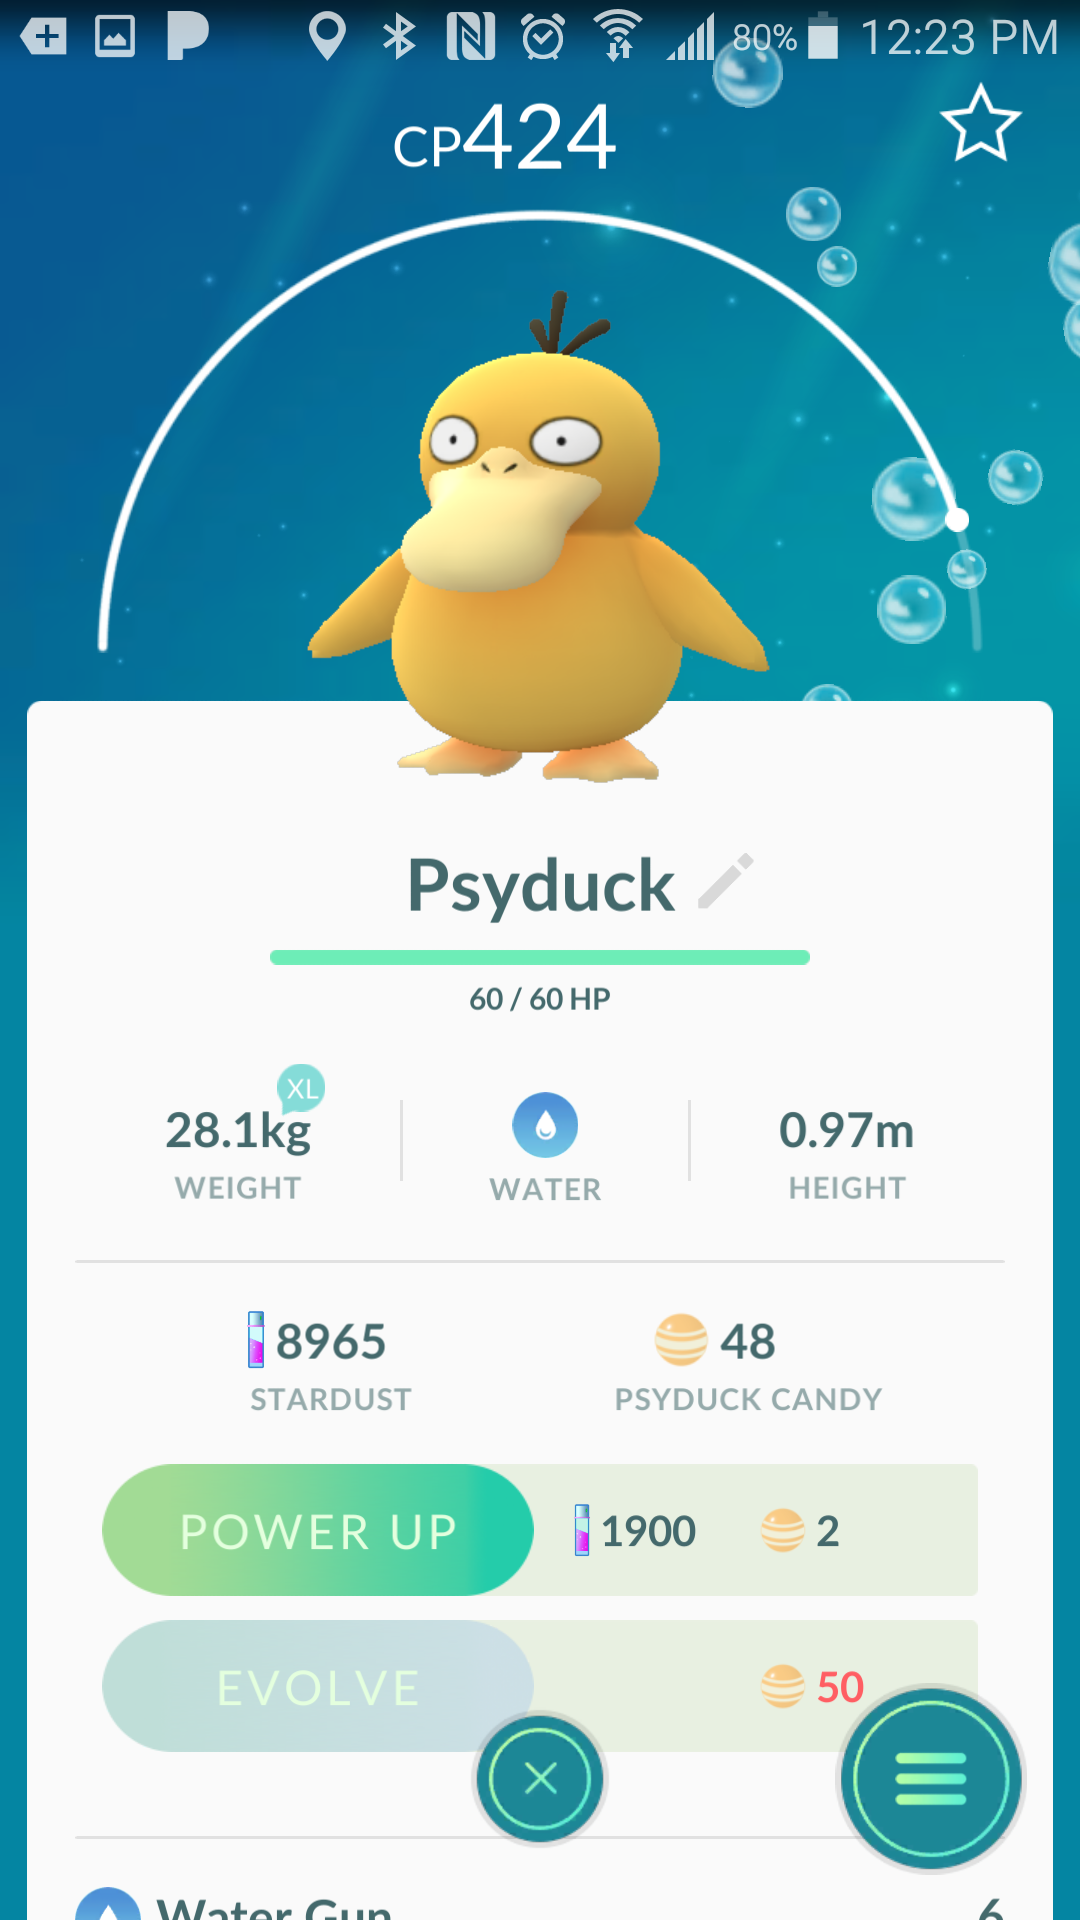 80% 12:23 PM
CP424
Psyduck
60 / 60 HP
XL
28.1kg
0.97m
WEIGHT
WATER
HEIGHT
8965
48
STARDUST
PSYDUCK CANDY
POWER UP 1900 2
EVOLVE 50
Water Gun 6